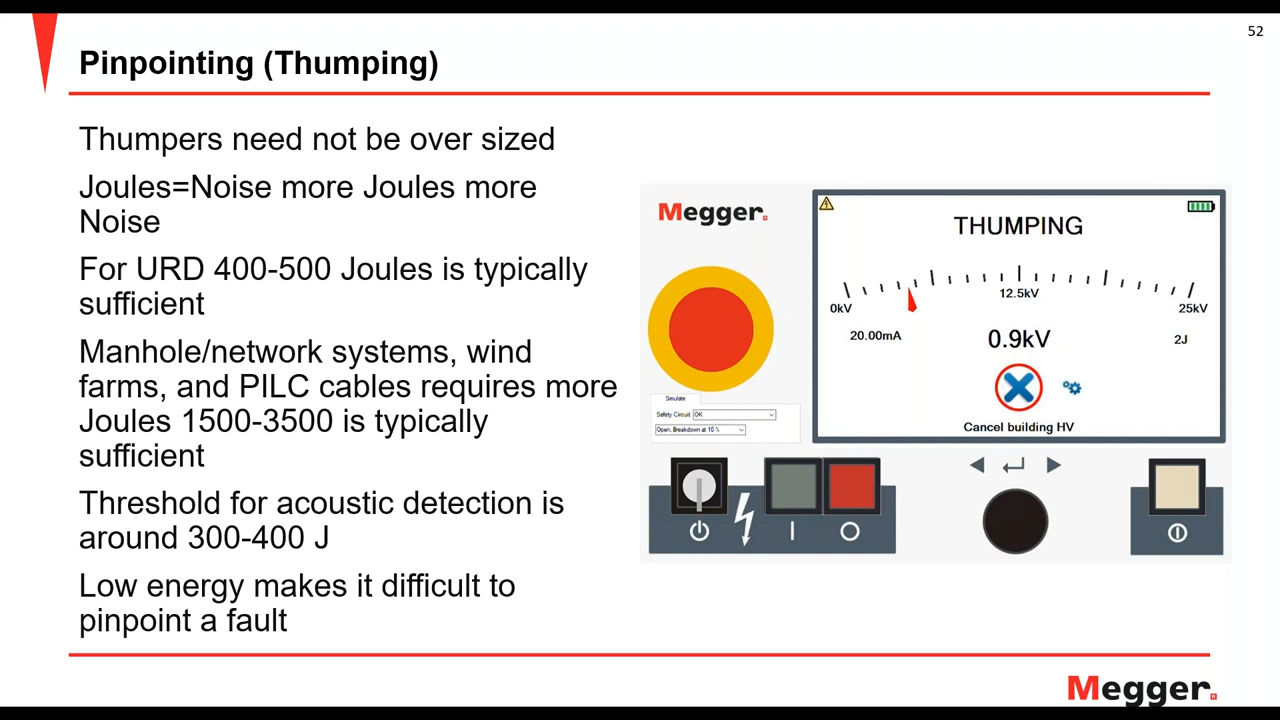 52
Pinpointing (Thumping)
Thumpers need not be over sized
Joules=Noise more Joules more
Noise
For URD 400-500 Joules is typically
sufficient
Manhole/network systems, wind
farms, and PILC cables requires more
Joules 1500-3500 is typically
sufficient
Threshold for acoustic detection is
around 300-400 J
Low energy makes it difficult to
pinpoint a fault
Megger
THUMPING
0kV
12.5kV
25kV
20.00mA
0.9kV
2J
Cancel building HV
Simulate
Safety Circuit OK
Open, Breakdown at 10 %
Megger